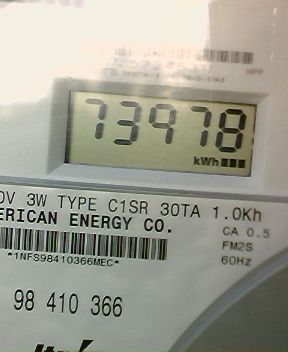 73978
kWh
0V 3W TYPE C1SR 30TA 1.0Kh
ERICAN ENERGY CO.
CA 0.5
FM2S
*1NFS98410366MEC*
60Hz
98 410 366